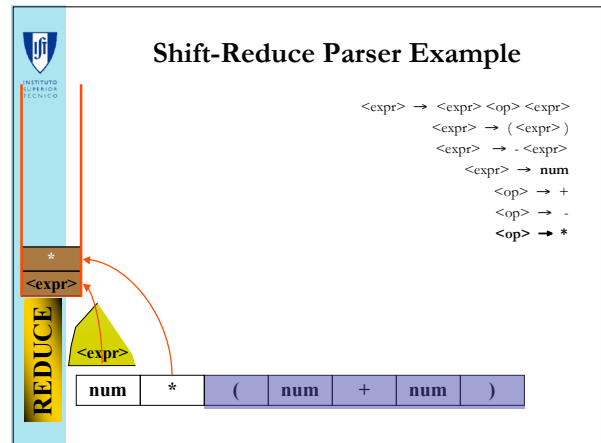 Shift-Reduce Parser Example
INSTITUTO
SUPERIOR
TÉCNICO
<expr> → <expr> <op> <expr>
<expr> → ( <expr> )
<expr> → - <expr>
<expr> → num
<op> → +
<op> → -
<op> → *
*
<expr>
REDUCE
<expr>
num * ( num + num )